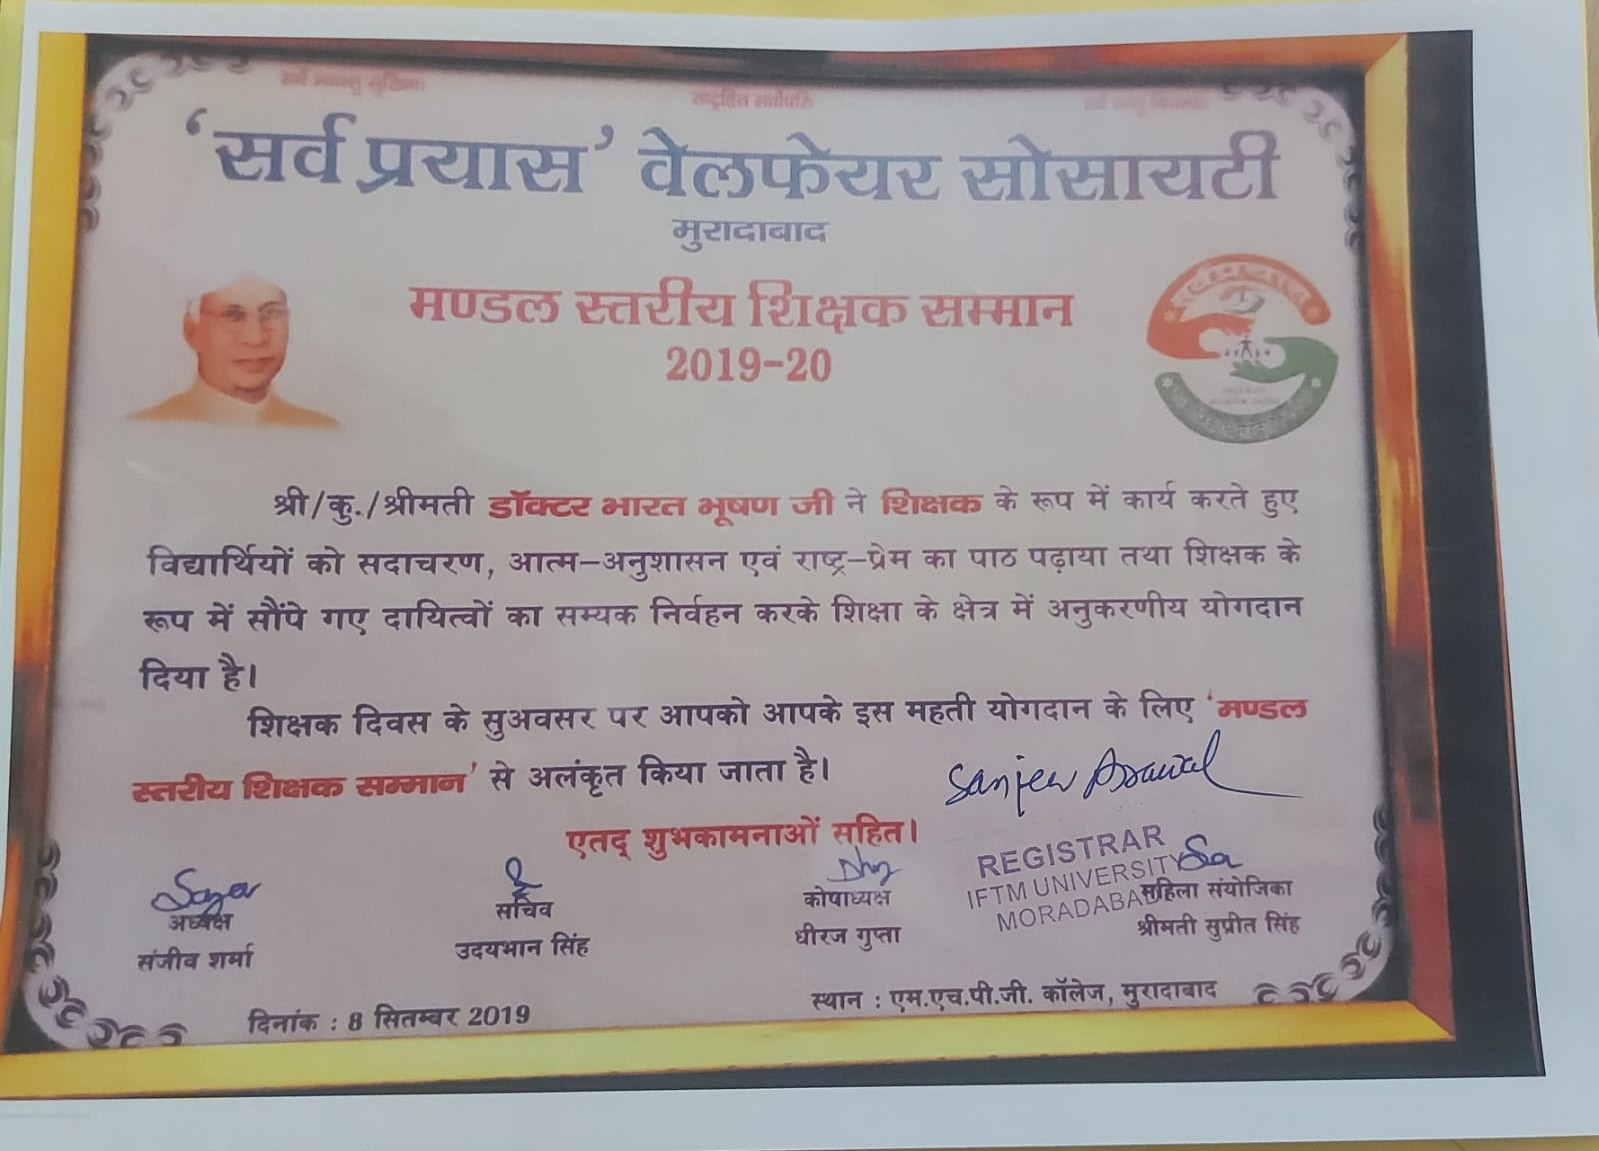 राष्ट्रहित सर्वोपरि
‘सर्व प्रयास’ वेलफेयर सोसायटी
मुरादाबाद
मण्डल स्तरीय शिक्षक सम्मान
2019-20
श्री/कु./श्रीमती डॉक्टर भारत भूषण जी ने शिक्षक के रूप में कार्य करते हुए
विद्यार्थियों को सदाचरण, आत्म-अनुशासन एवं राष्ट्र-प्रेम का पाठ पढ़ाया तथा शिक्षक के
रूप में सौंपे गए दायित्वों का सम्यक निर्वहन करके शिक्षा के क्षेत्र में अनुकरणीय योगदान
दिया है।
शिक्षक दिवस के सुअवसर पर आपको आपके इस महती योगदान के लिए ‘मण्डल
स्तरीय शिक्षक सम्मान’ से अलंकृत किया जाता है।
एतद् शुभकामनाओं सहित।
REGISTRAR
IFTM UNIVERSITY
MORADABAD
अध्यक्ष
संजीव शर्मा
सचिव
उदयभान सिंह
कोषाध्यक्ष
धीरज गुप्ता
महिला संयोजिका
श्रीमती सुप्रीत सिंह
दिनांक : 8 सितम्बर 2019
स्थान : एम.एच.पी.जी. कॉलेज, मुरादाबाद